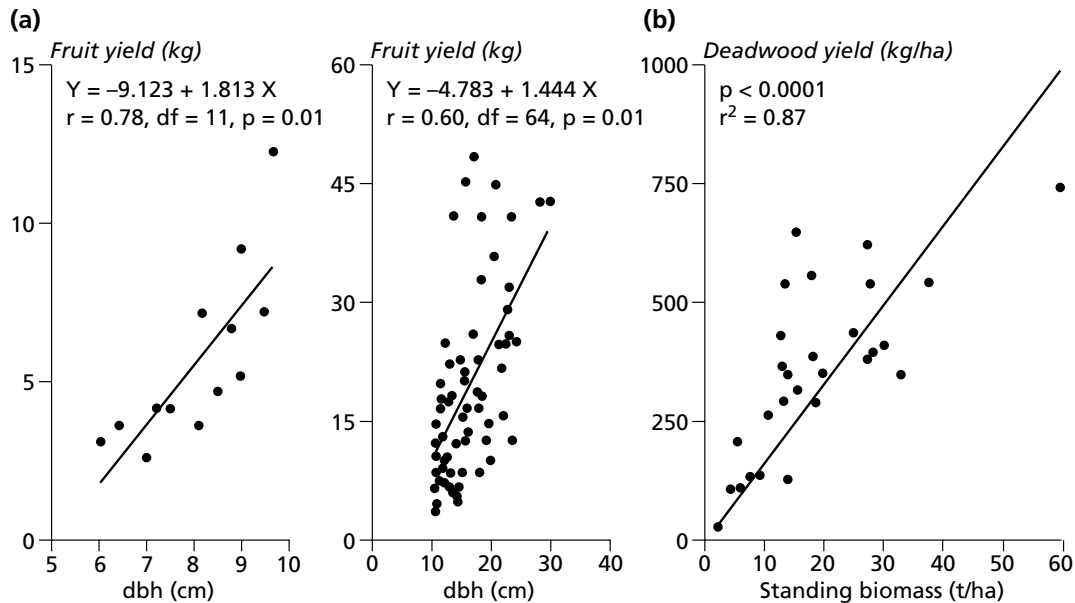 (a)
Fruit yield (kg)
15
10
5
0
Y = –9.123 + 1.813 X
r = 0.78, df = 11, p = 0.01
5 6 7 8 9 10
dbh (cm)
Fruit yield (kg)
60
45
30
15
0
Y = –4.783 + 1.444 X
r = 0.60, df = 64, p = 0.01
0 10 20 30 40
dbh (cm)
(b)
Deadwood yield (kg/ha)
1000
750
500
250
0
p < 0.0001
r² = 0.87
0 10 20 30 40 50 60
Standing biomass (t/ha)